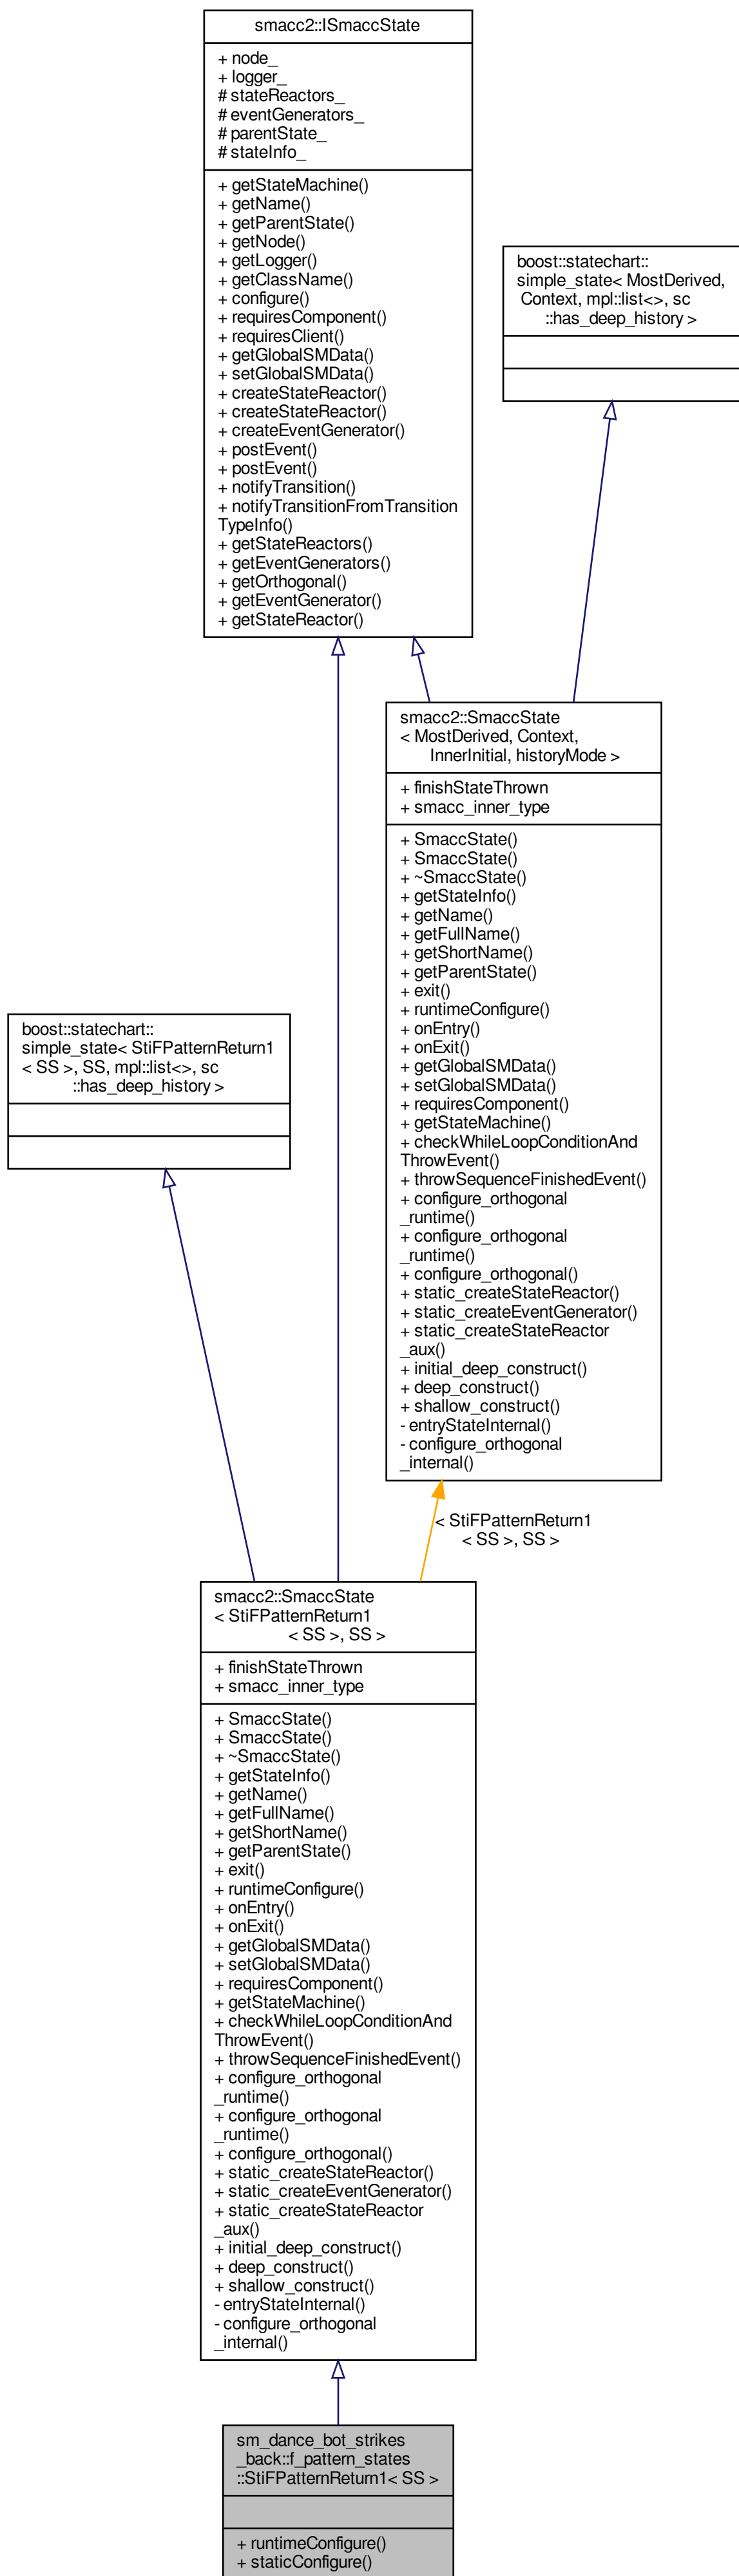 smacc2::ISmaccState
+ node_
+ logger_
# stateReactors_
# eventGenerators_
# parentState_
# stateInfo_
+ getStateMachine()
+ getName()
+ getParentState()
+ getNode()
+ getLogger()
+ getClassName()
+ configure()
+ requiresComponent()
+ requiresClient()
+ getGlobalSMData()
+ setGlobalSMData()
+ createStateReactor()
+ createStateReactor()
+ createEventGenerator()
+ postEvent()
+ postEvent()
+ notifyTransition()
+ notifyTransitionFromTransition
TypeInfo()
+ getStateReactors()
+ getEventGenerators()
+ getOrthogonal()
+ getEventGenerator()
+ getStateReactor()
boost::statechart::
simple_state< MostDerived,
Context, mpl::list<>, sc
::has_deep_history >
smacc2::SmaccState
< MostDerived, Context,
InnerInitial, historyMode >
+ finishStateThrown
+ smacc_inner_type
+ SmaccState()
+ SmaccState()
+ ~SmaccState()
+ getStateInfo()
+ getName()
+ getFullName()
+ getShortName()
+ getParentState()
+ exit()
+ runtimeConfigure()
+ onEntry()
+ onExit()
+ getGlobalSMData()
+ setGlobalSMData()
+ requiresComponent()
+ getStateMachine()
+ checkWhileLoopConditionAnd
ThrowEvent()
+ throwSequenceFinishedEvent()
+ configure_orthogonal
_runtime()
+ configure_orthogonal
_runtime()
+ configure_orthogonal()
+ static_createStateReactor()
+ static_createEventGenerator()
+ static_createStateReactor
_aux()
+ initial_deep_construct()
+ deep_construct()
+ shallow_construct()
- entryStateInternal()
- configure_orthogonal
_internal()
boost::statechart::
simple_state< StiFPatternReturn1
< SS >, SS, mpl::list<>, sc
::has_deep_history >
< StiFPatternReturn1
< SS >, SS >
smacc2::SmaccState
< StiFPatternReturn1
< SS >, SS >
+ finishStateThrown
+ smacc_inner_type
+ SmaccState()
+ SmaccState()
+ ~SmaccState()
+ getStateInfo()
+ getName()
+ getFullName()
+ getShortName()
+ getParentState()
+ exit()
+ runtimeConfigure()
+ onEntry()
+ onExit()
+ getGlobalSMData()
+ setGlobalSMData()
+ requiresComponent()
+ getStateMachine()
+ checkWhileLoopConditionAnd
ThrowEvent()
+ throwSequenceFinishedEvent()
+ configure_orthogonal
_runtime()
+ configure_orthogonal
_runtime()
+ configure_orthogonal()
+ static_createStateReactor()
+ static_createEventGenerator()
+ static_createStateReactor
_aux()
+ initial_deep_construct()
+ deep_construct()
+ shallow_construct()
- entryStateInternal()
- configure_orthogonal
_internal()
sm_dance_bot_strikes
_back::f_pattern_states
::StiFPatternReturn1< SS >
+ runtimeConfigure()
+ staticConfigure()